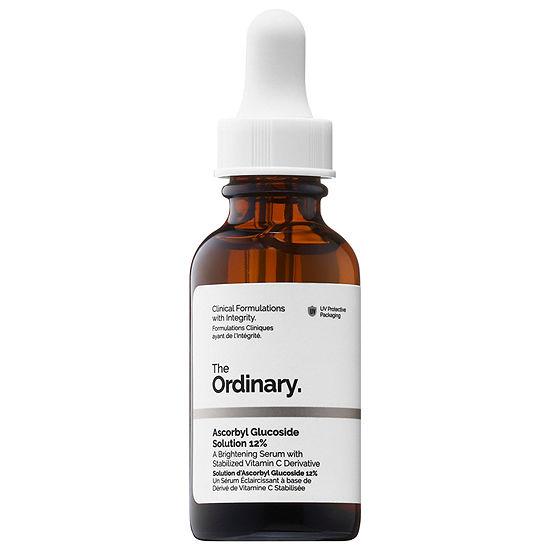 Clinical Formulations
with Integrity.
Formulations Cliniques
ayant de l'Intégrité.
UV Protective
Packaging
The
Ordinary.
Ascorbyl Glucoside
Solution 12%
A Brightening Serum with
Stabilized Vitamin C Derivative
Solution d'Ascorbyl Glucoside 12%
Un Sérum Éclaircissant à base de
Dérivé de Vitamine C Stabilisée